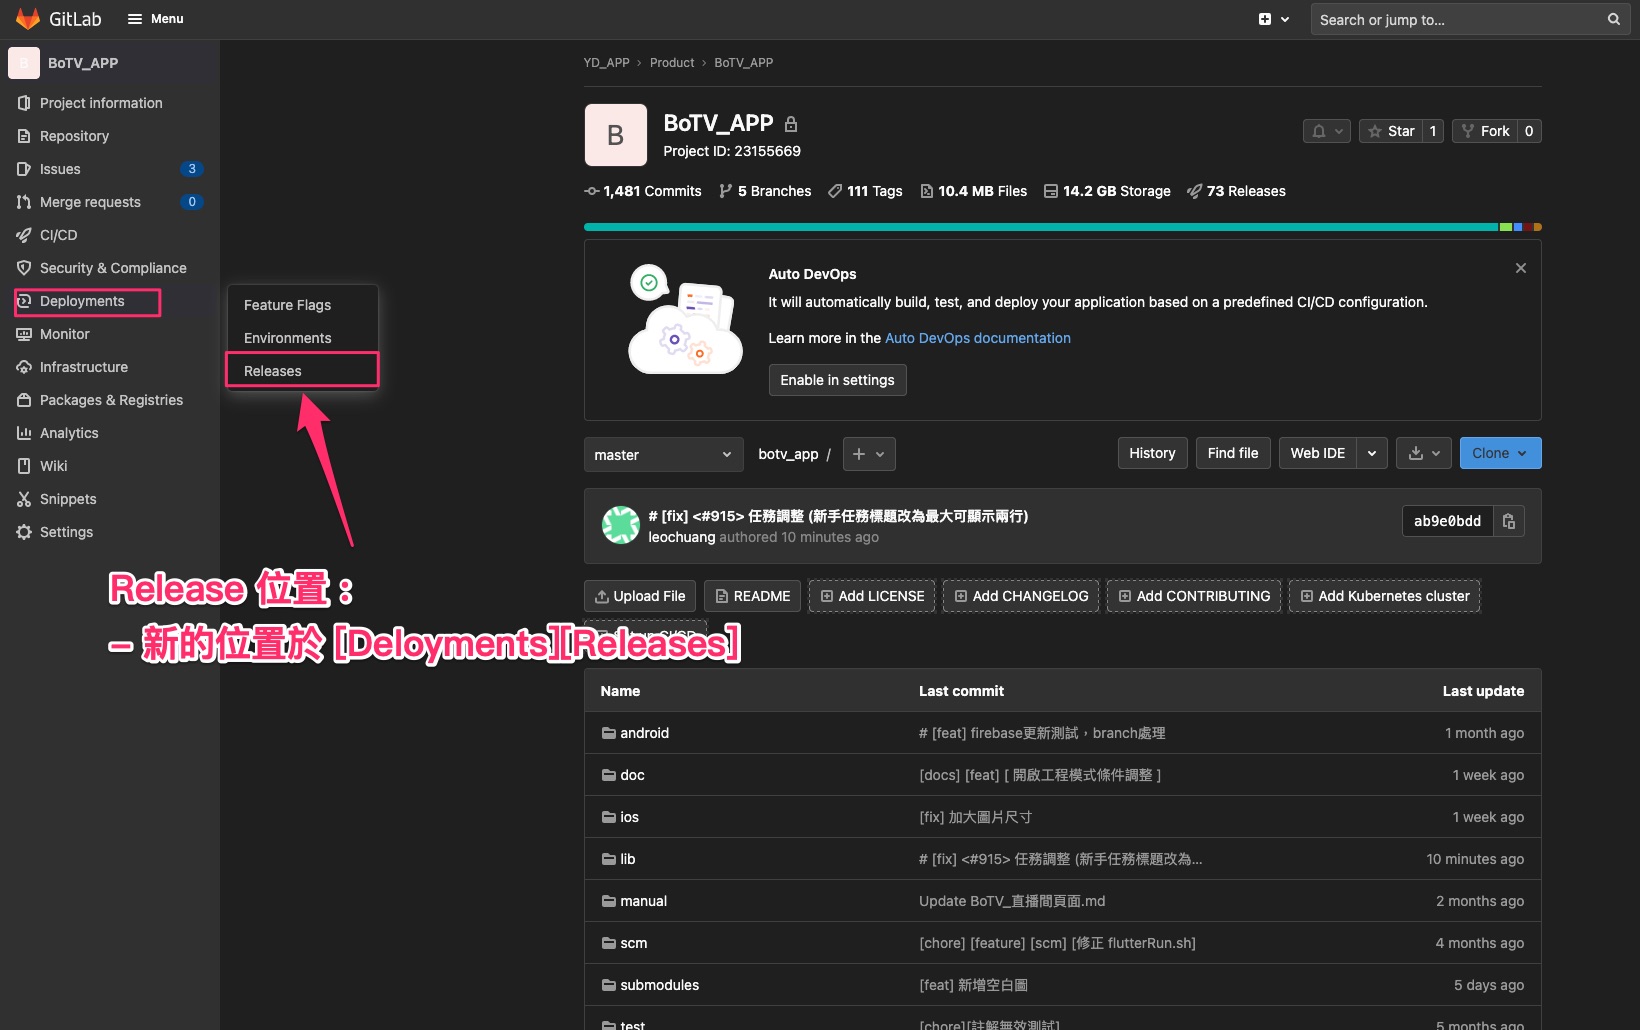 GitLab
Menu
Search or jump to...
B
BoTV_APP
Project information
Repository
Issues
3
Merge requests
0
CI/CD
Security & Compliance
Deployments
Monitor
Infrastructure
Packages & Registries
Analytics
Wiki
Snippets
Settings
Feature Flags
Environments
Releases
Release 位置：
– 新的位置於 [Deloyments][Releases]
YD_APP › Product › BoTV_APP
B
BoTV_APP
Project ID: 23155669
Star 1
Fork 0
1,481 Commits
5 Branches
111 Tags
10.4 MB Files
14.2 GB Storage
73 Releases
Auto DevOps
It will automatically build, test, and deploy your application based on a predefined CI/CD configuration.
Learn more in the Auto DevOps documentation
Enable in settings
master
botv_app /
History
Find file
Web IDE
Clone
# [fix] <#915> 任務調整 (新手任務標題改為最大可顯示兩行)
leochuang authored 10 minutes ago
ab9e0bdd
Upload File
README
Add LICENSE
Add CHANGELOG
Add CONTRIBUTING
Add Kubernetes cluster
Name Last commit Last update
android # [feat] firebase更新測試，branch處理 1 month ago
doc [docs] [feat] [ 開啟工程模式條件調整 ] 1 week ago
ios [fix] 加大圖片尺寸 1 week ago
lib # [fix] <#915> 任務調整 (新手任務標題改為... 10 minutes ago
manual Update BoTV_直播間頁面.md 2 months ago
scm [chore] [feature] [scm] [修正 flutterRun.sh] 4 months ago
submodules [feat] 新增空白圖 5 days ago
test [chore][註解無效測試] 5 months ago